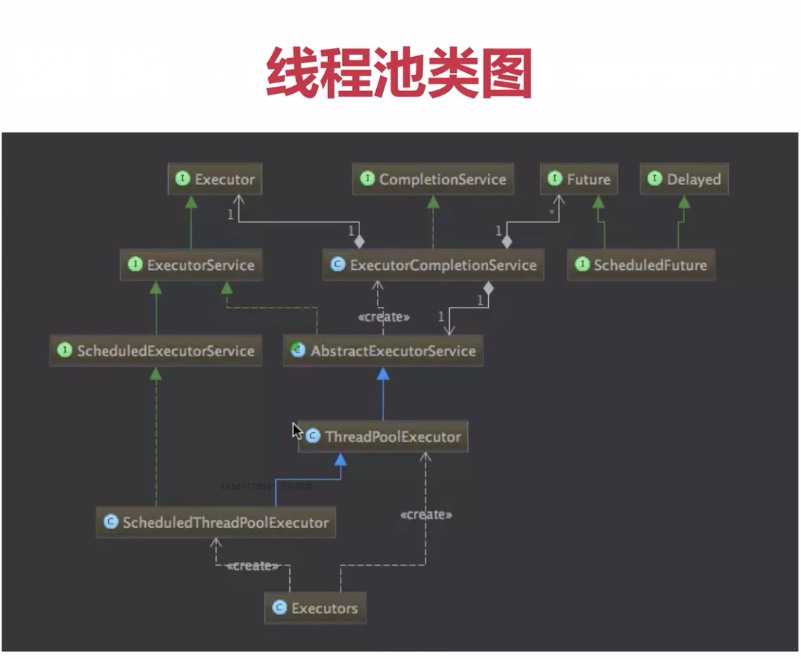 线程池类图
Executor
CompletionService
Future
Delayed
1
1
1
*
ExecutorService
ExecutorCompletionService
ScheduledFuture
1
«create»
1
ScheduledExecutorService
AbstractExecutorService
ThreadPoolExecutor
«create»
ScheduledThreadPoolExecutor
«create»
Executors